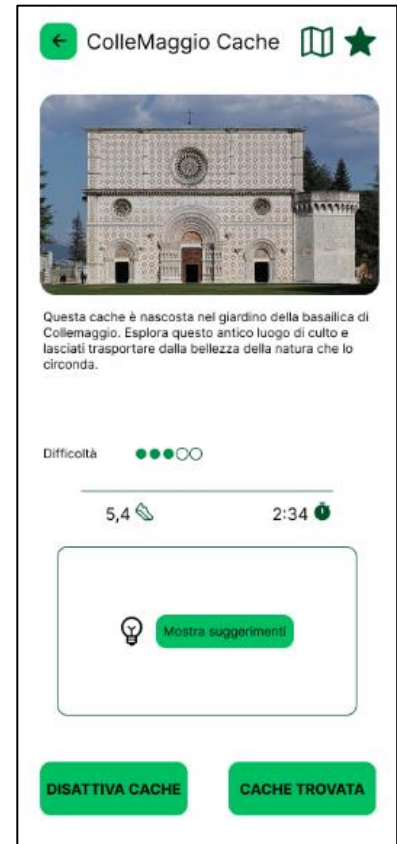 ColleMaggio Cache
Questa cache è nascosta nel giardino della basailica di
Collemaggio. Esplora questo antico luogo di culto e
lasciati trasportare dalla bellezza della natura che lo
circonda.
Difficoltà
5,4 2:34
Mostra suggerimenti
DISATTIVA CACHE CACHE TROVATA